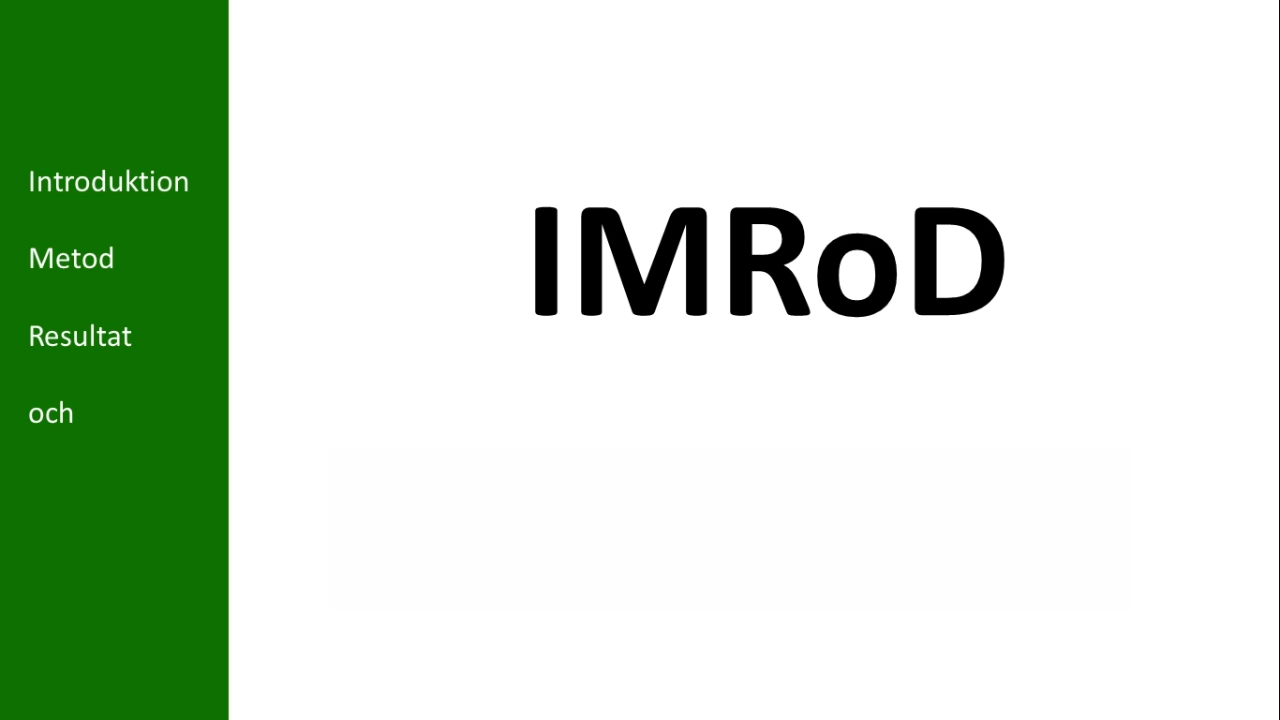 Introduktion
Metod
Resultat
och
IMRoD